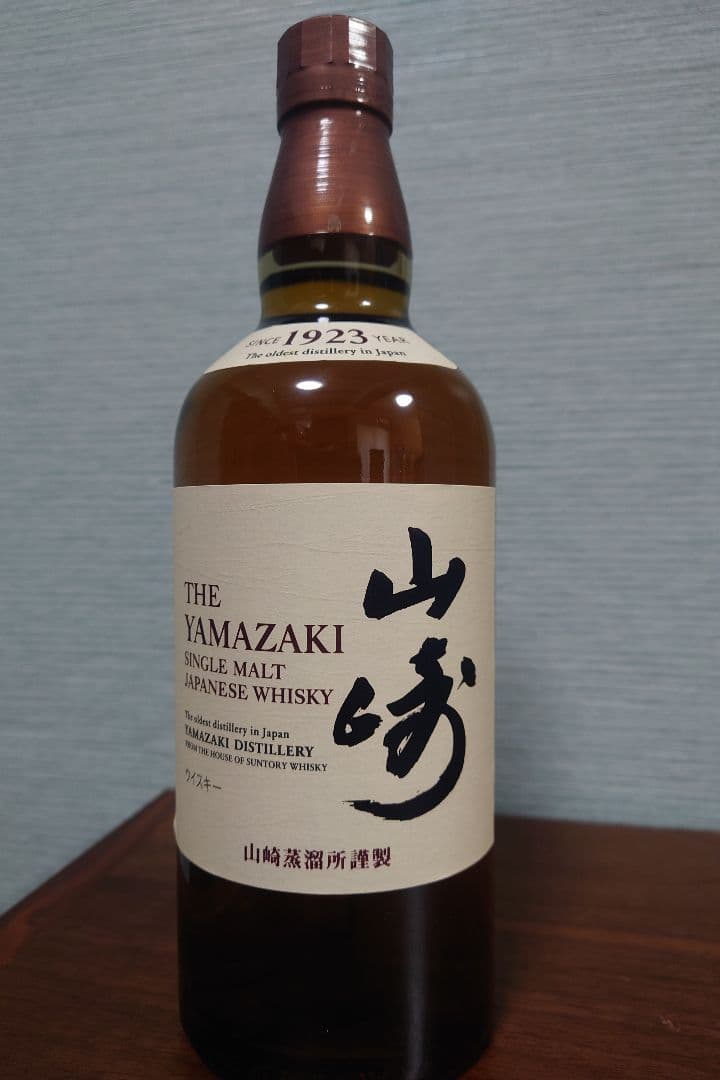 SINCE 1923 YEAR
The oldest distillery in Japan
山崎
THE
YAMAZAKI
SINGLE MALT
JAPANESE WHISKY
The oldest distillery in Japan
YAMAZAKI DISTILLERY
FROM THE HOUSE OF SUNTORY WHISKY
ウイスキー
山崎蒸溜所謹製